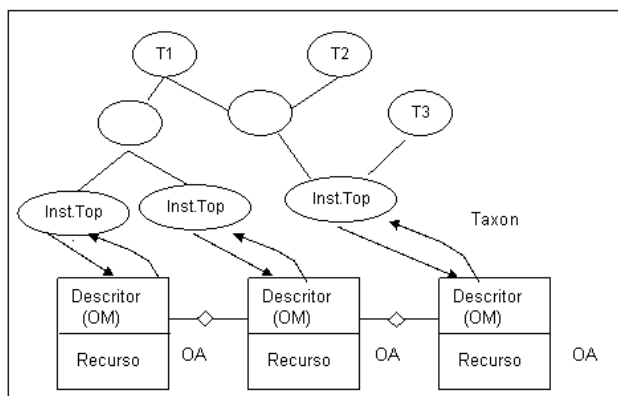 T1
T2
T3
Inst.Top
Inst.Top
Inst.Top
Taxon
Descritor
(OM)
Recurso
OA
Descritor
(OM)
Recurso
OA
Descritor
(OM)
Recurso
OA